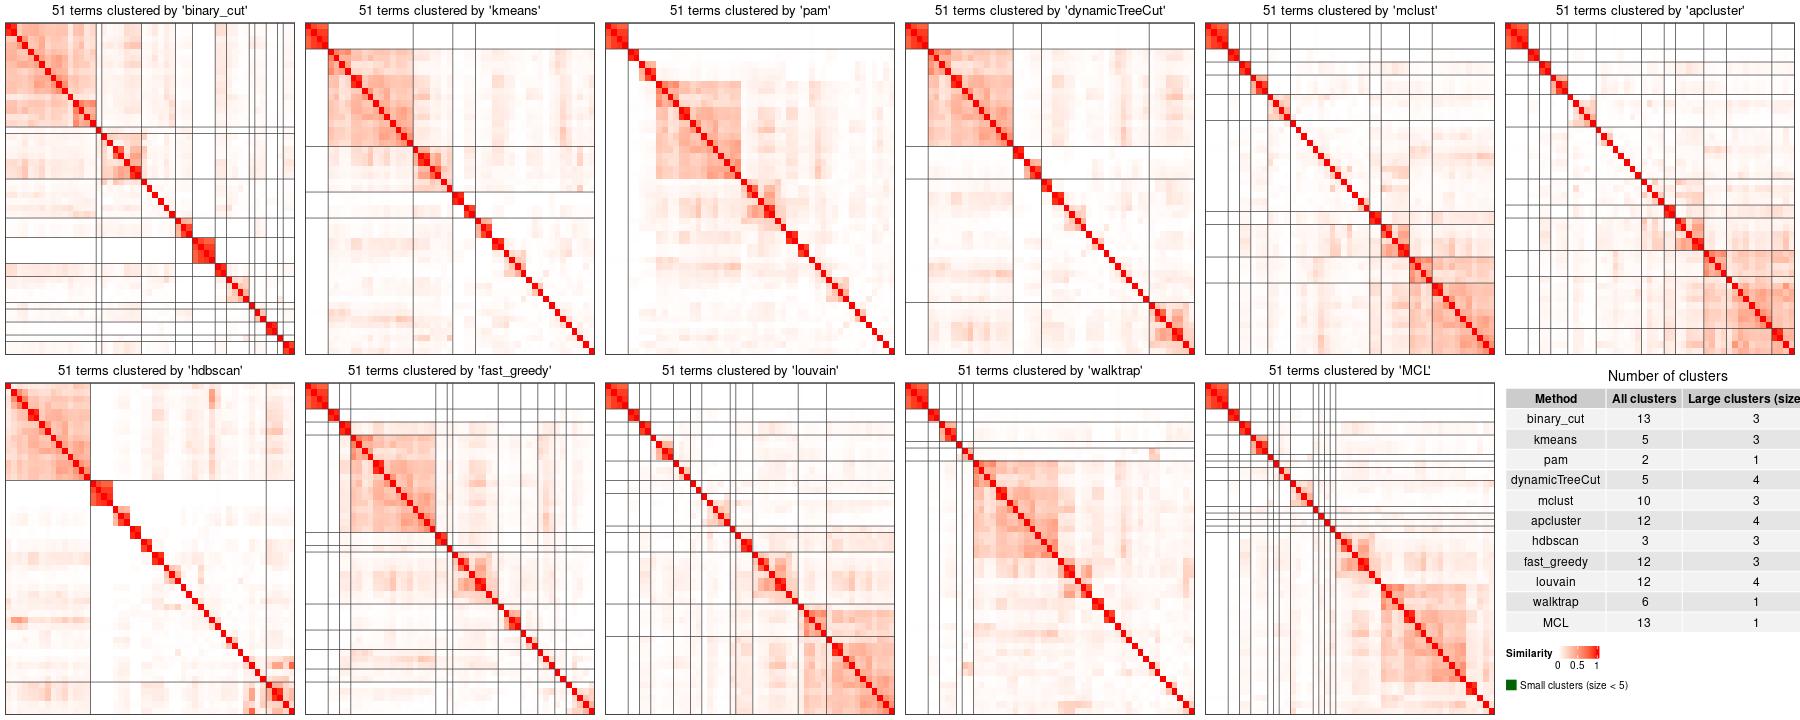 51 terms clustered by 'binary_cut'
51 terms clustered by 'kmeans'
51 terms clustered by 'pam'
51 terms clustered by 'dynamicTreeCut'
51 terms clustered by 'mclust'
51 terms clustered by 'apcluster'
51 terms clustered by 'hdbscan'
51 terms clustered by 'fast_greedy'
51 terms clustered by 'louvain'
51 terms clustered by 'walktrap'
51 terms clustered by 'MCL'
Number of clusters
Method All clusters Large clusters (size
binary_cut 13 3
kmeans 5 3
pam 2 1
dynamicTreeCut 5 4
mclust 10 3
apcluster 12 4
hdbscan 3 3
fast_greedy 12 3
louvain 12 4
walktrap 6 1
MCL 13 1
Similarity
0 0.5 1
Small clusters (size < 5)